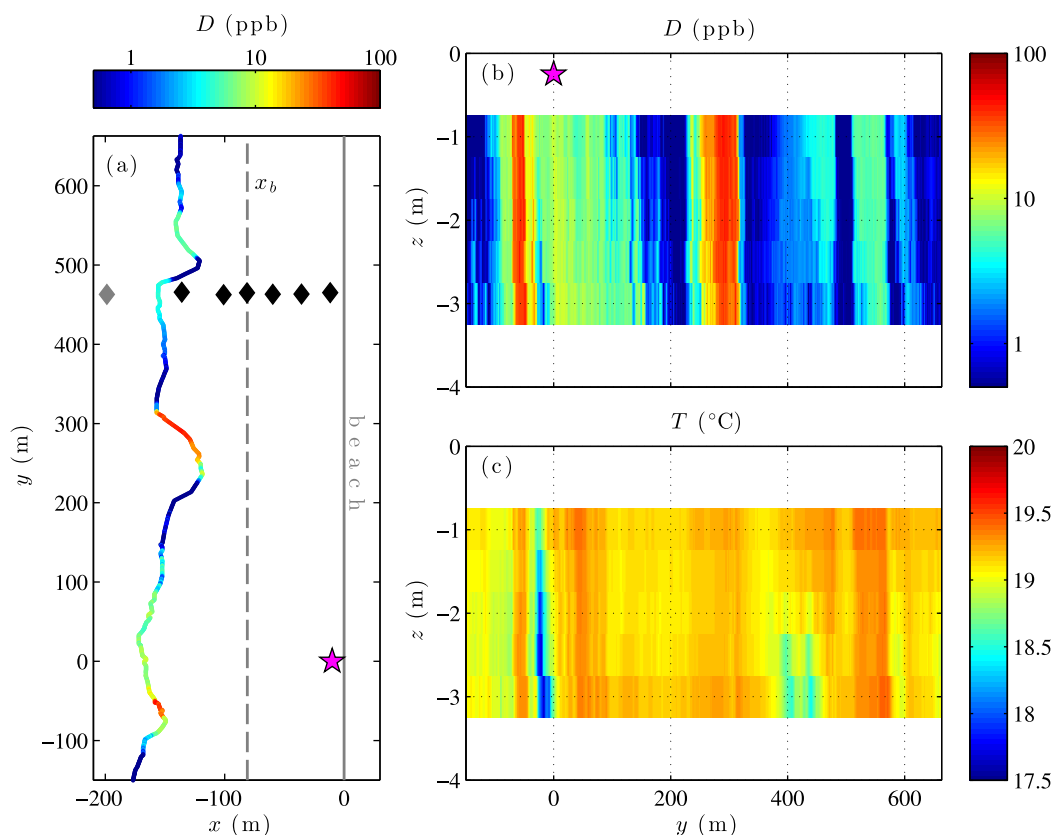 D (ppb)
1 10 100
(a)
x_b
beach
600
500
400
300
200
100
0
−100
y (m)
−200 −100 0
x (m)
D (ppb)
(b)
0
−1
−2
−3
−4
z (m)
100
10
1
T (°C)
(c)
0
−1
−2
−3
−4
z (m)
0 200 400 600
y (m)
20
19.5
19
18.5
18
17.5